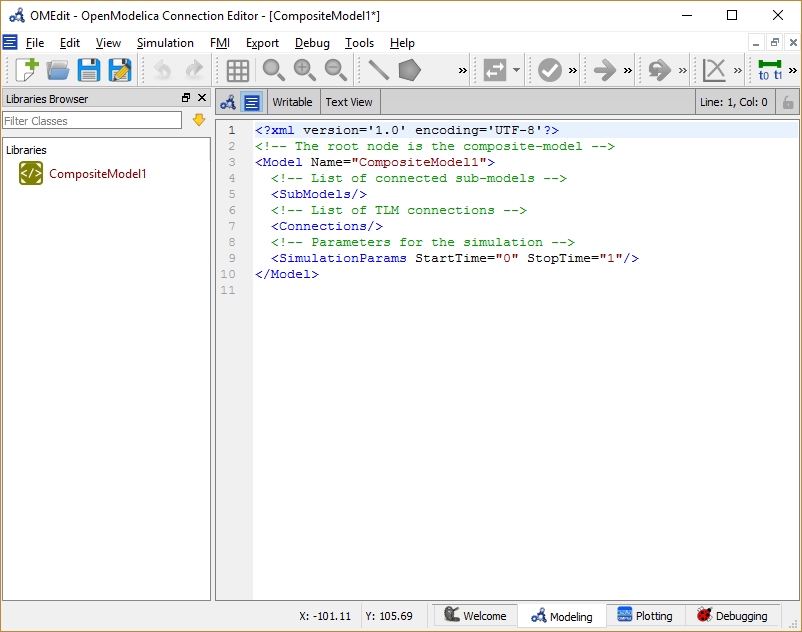 OMEdit - OpenModelica Connection Editor - [CompositeModel1*]
File Edit View Simulation FMI Export Debug Tools Help
» » » » » t0 t1 »
Libraries Browser
Writable Text View Line: 1, Col: 0
Filter Classes
Libraries
</> CompositeModel1
1 <?xml version='1.0' encoding='UTF-8'?>
2 <!-- The root node is the composite-model -->
3 <Model Name="CompositeModel1">
4 <!-- List of connected sub-models -->
5 <SubModels/>
6 <!-- List of TLM connections -->
7 <Connections/>
8 <!-- Parameters for the simulation -->
9 <SimulationParams StartTime="0" StopTime="1"/>
10 </Model>
11
X: -101.11 Y: 105.69 Welcome Modeling Plotting Debugging